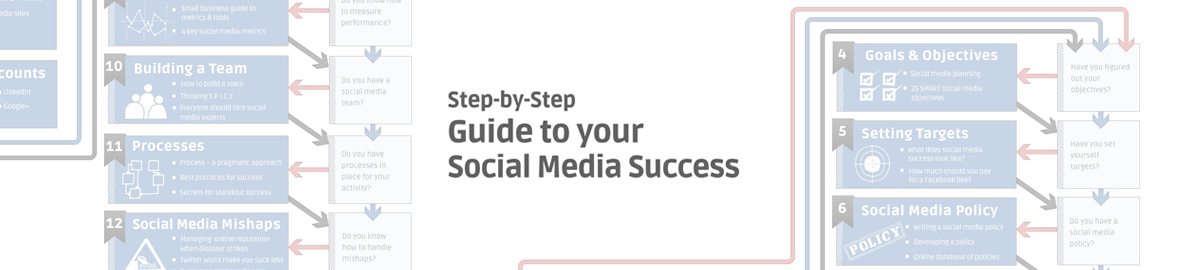 edia sites
counts
LinkedIn
Google+
Small business guide to
metrics & tools
4 key social media metrics
Do you know how
to measure
performance?
10
Building a Team
How to build a team
Thinking S.P.I.C.Y
Everyone should hire social
media experts
Do you have a
social media
team?
11
Processes
Process – a pragmatic approach
Best practices for success
Secrets for standout success
Do you have
processes in
place for your
activity?
12
Social Media Mishaps
Managing online reputation
when disaster strikes
Twitter won't make you suck less
Do you know
how to handle
mishaps?
Step-by-Step
Guide to your
Social Media Success
4
Goals & Objectives
Social media planning
25 SMART social media
objectives
Have you figured
out your
objectives?
5
Setting Targets
What does social media
success look like?
How much should you pay
for a Facebook like?
Have you set
yourself
targets?
6
Social Media Policy
POLICY
Writing a social media policy
Developing a policy
Online database of policies
Do you have a
social media
policy?